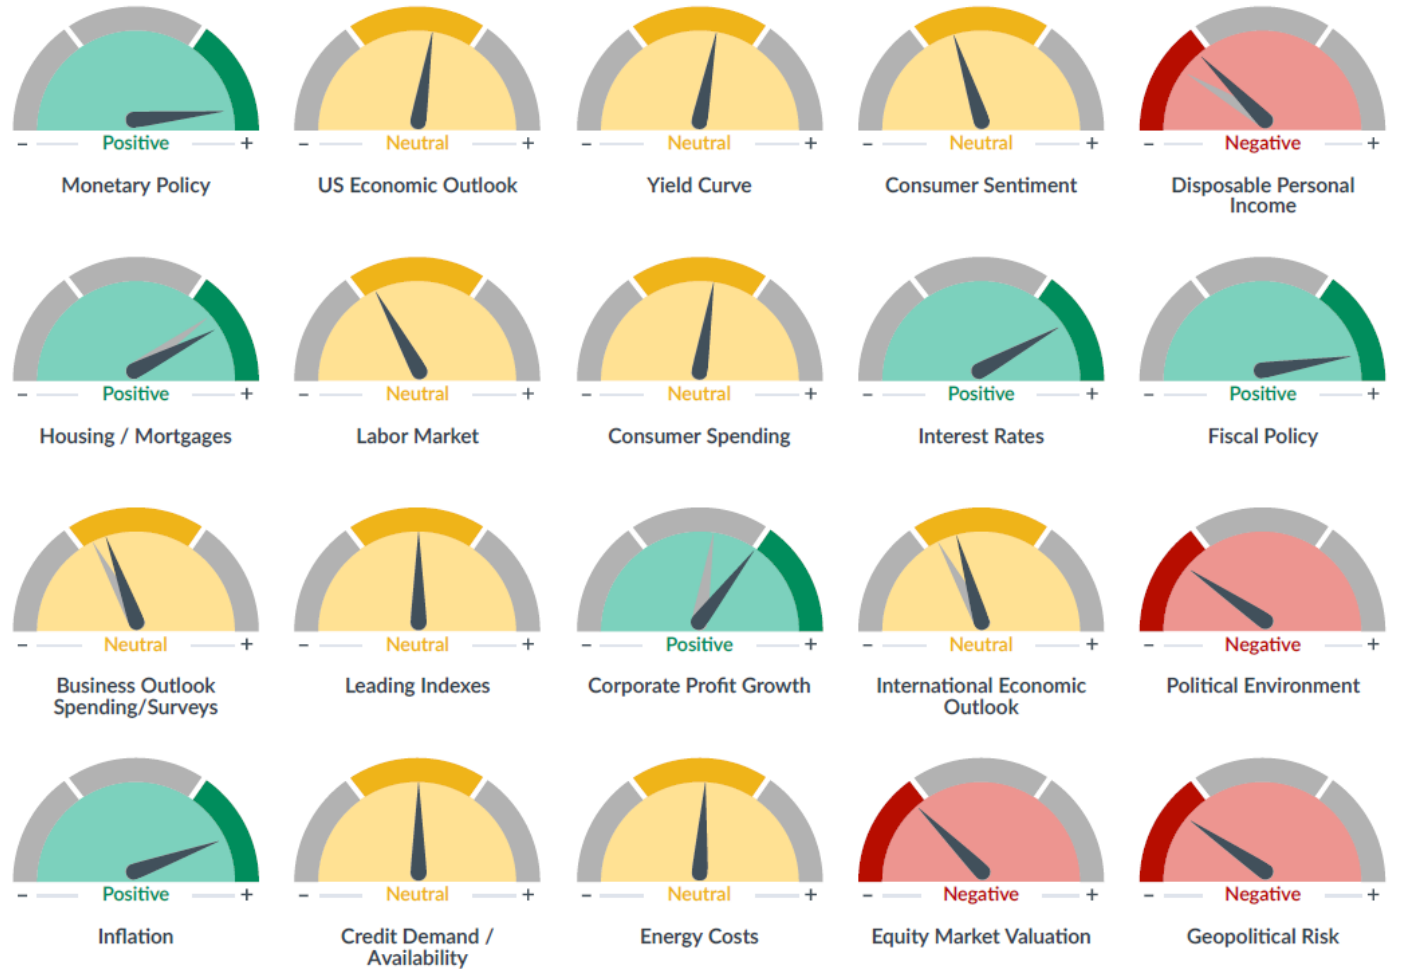 – Positive +
– Neutral +
– Neutral +
– Neutral +
– Negative +
Monetary Policy
US Economic Outlook
Yield Curve
Consumer Sentiment
Disposable Personal
Income
– Positive +
– Neutral +
– Neutral +
– Positive +
– Positive +
Housing / Mortgages
Labor Market
Consumer Spending
Interest Rates
Fiscal Policy
– Neutral +
– Neutral +
– Positive +
– Neutral +
– Negative +
Business Outlook
Spending/Surveys
Leading Indexes
Corporate Profit Growth
International Economic
Outlook
Political Environment
– Positive +
– Neutral +
– Neutral +
– Negative +
– Negative +
Inflation
Credit Demand /
Availability
Energy Costs
Equity Market Valuation
Geopolitical Risk